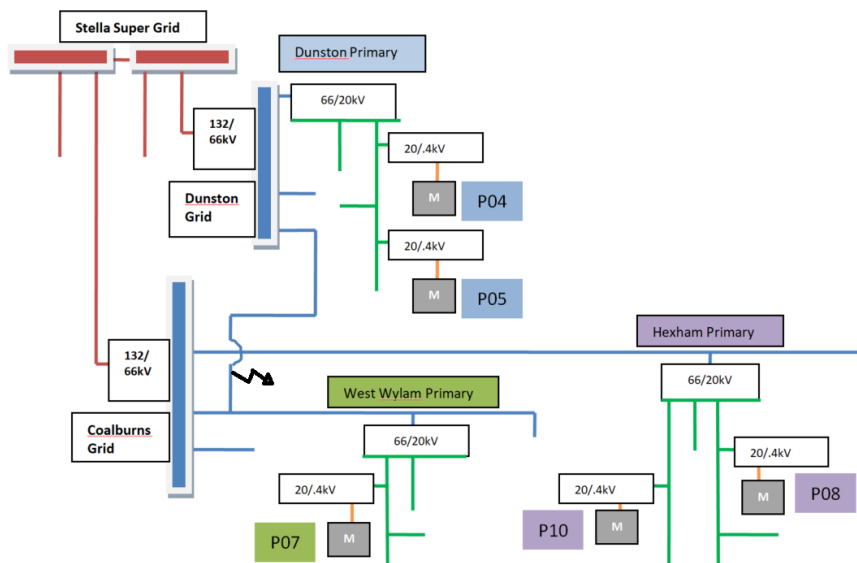 Stella Super Grid
Dunston Primary
66/20kV
132/
66kV
20/.4kV
M
P04
Dunston
Grid
20/.4kV
M
P05
Hexham Primary
132/
66kV
66/20kV
West Wylam Primary
Coalburns
Grid
66/20kV
20/.4kV
M
P08
20/.4kV
M
P07
20/.4kV
M
P10